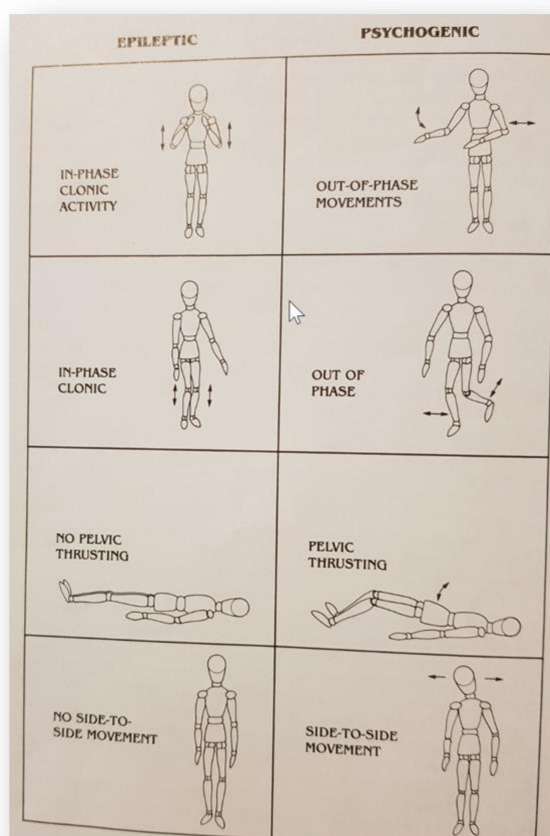 EPILEPTIC
PSYCHOGENIC
IN-PHASE
CLONIC
ACTIVITY
OUT-OF-PHASE
MOVEMENTS
IN-PHASE
CLONIC
OUT OF
PHASE
NO PELVIC
THRUSTING
PELVIC
THRUSTING
NO SIDE-TO-
SIDE MOVEMENT
SIDE-TO-SIDE
MOVEMENT